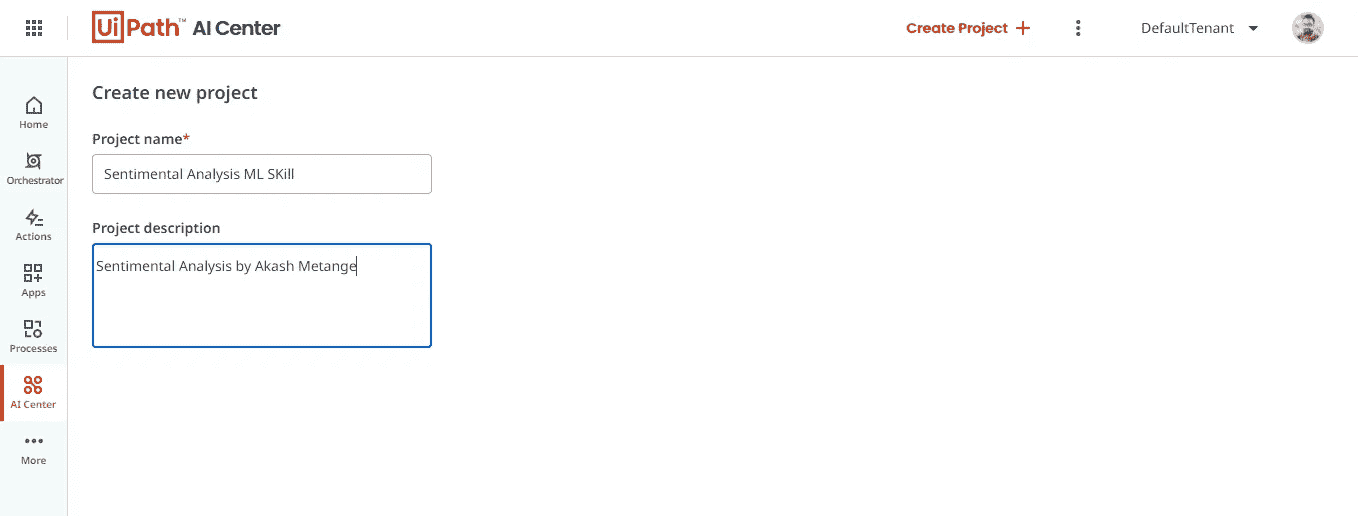 UiPath™ AI Center
Create Project +
DefaultTenant
Home
Orchestrator
Actions
Apps
Processes
AI Center
More
Create new project
Project name*
Sentimental Analysis ML SKill
Project description
Sentimental Analysis by Akash Metange